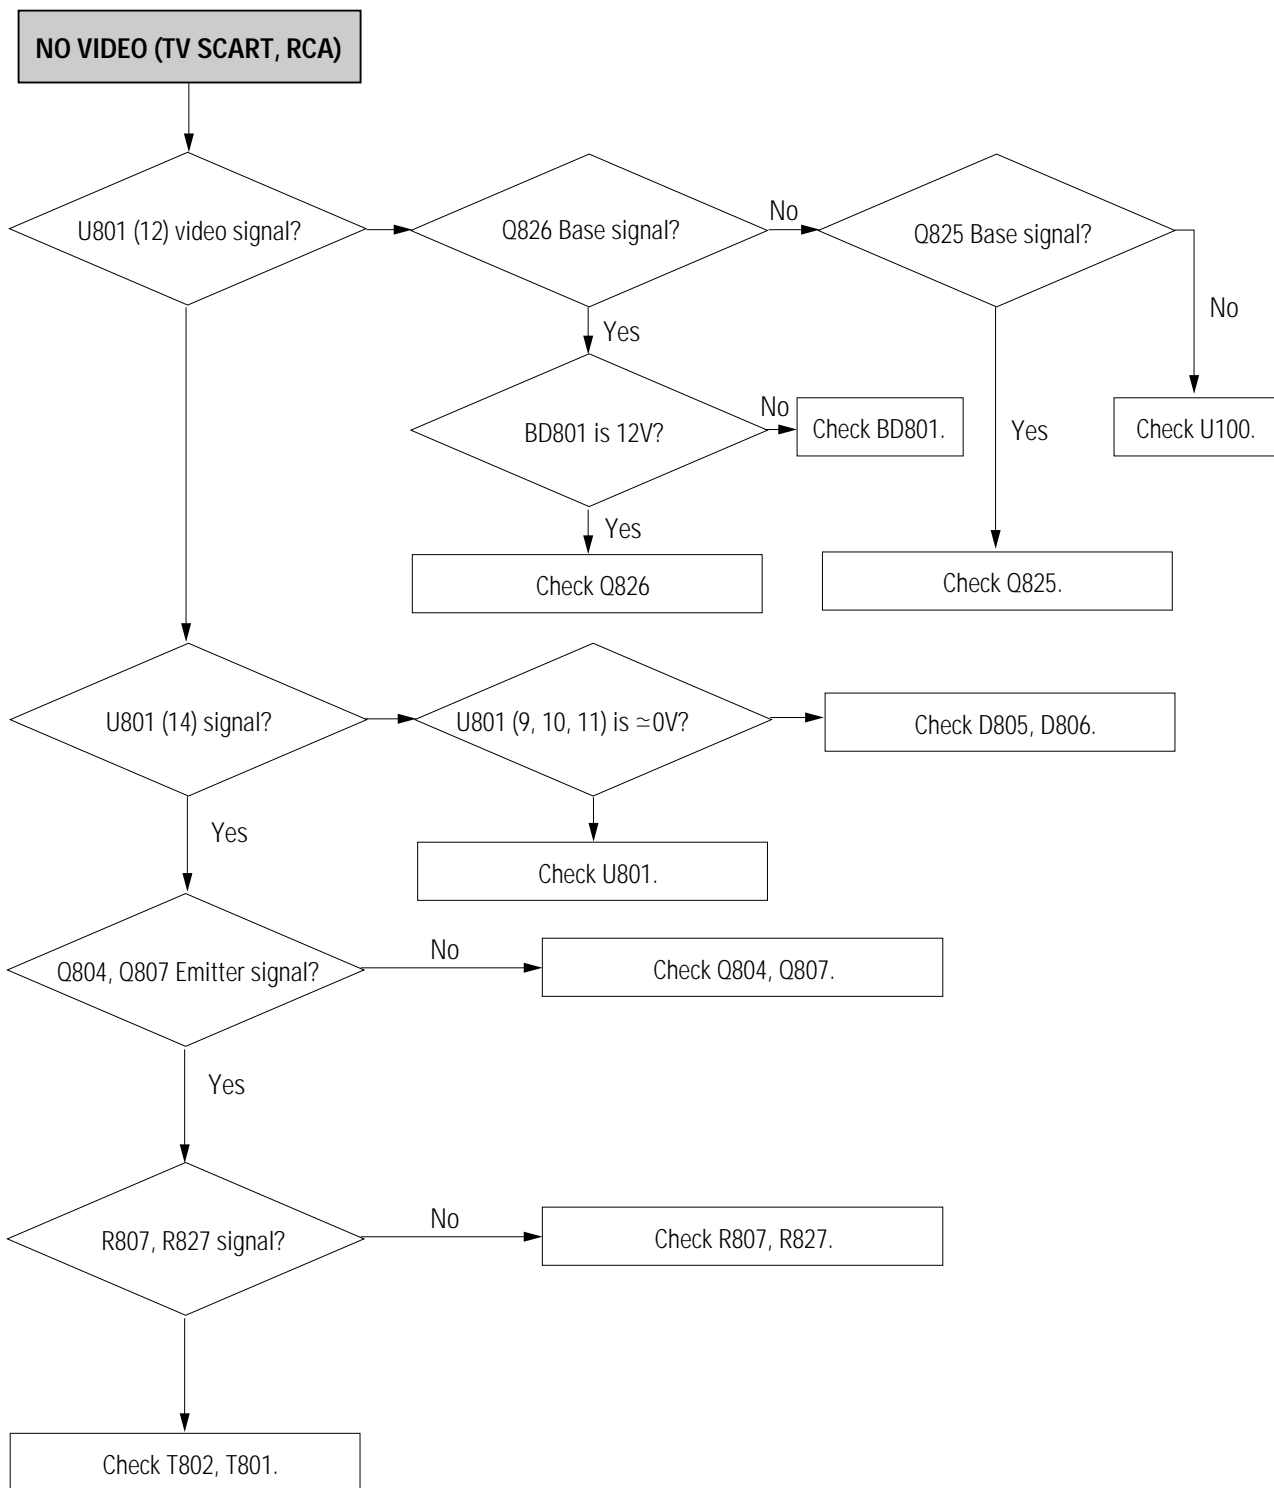 NO VIDEO (TV SCART, RCA)
U801 (12) video signal?
Q826 Base signal?
No
Q825 Base signal?
No
Yes
BD801 is 12V?
No
Check BD801.
Yes
Check U100.
Yes
Check Q826
Check Q825.
U801 (14) signal?
U801 (9, 10, 11) is ≃0V?
Check D805, D806.
Yes
Check U801.
Q804, Q807 Emitter signal?
No
Check Q804, Q807.
Yes
R807, R827 signal?
No
Check R807, R827.
Check T802, T801.